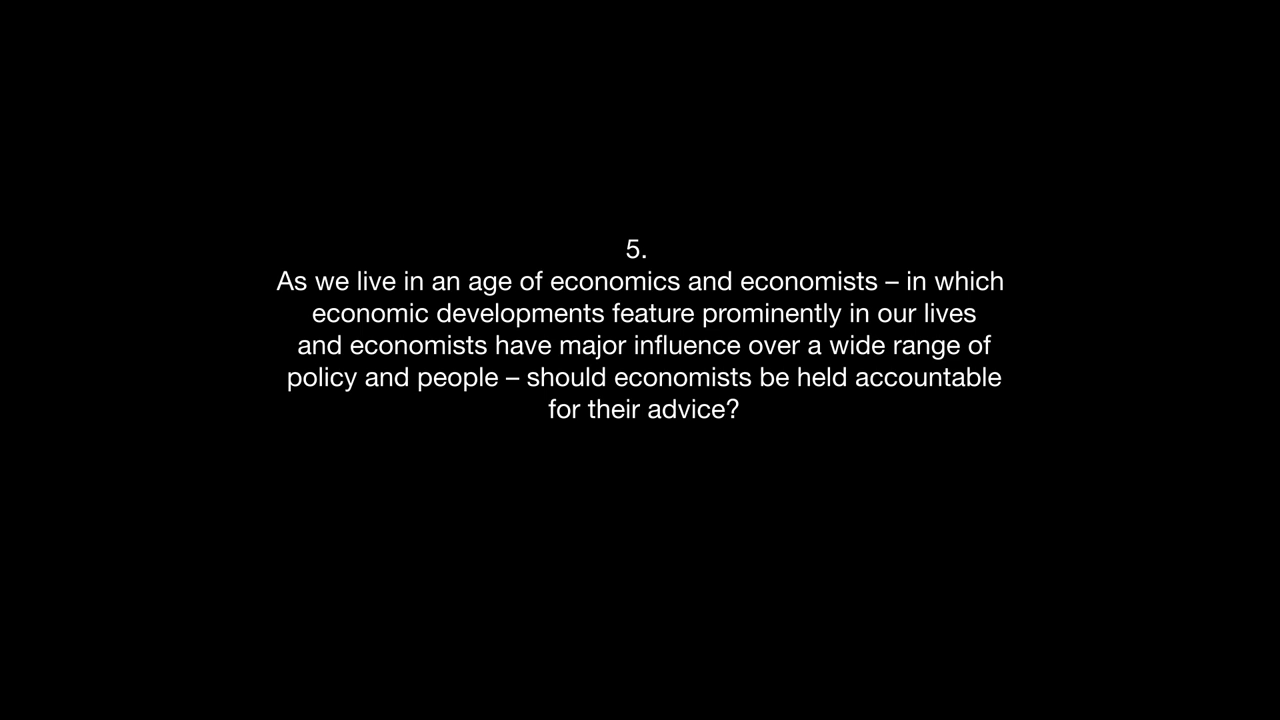 5.
As we live in an age of economics and economists – in which
economic developments feature prominently in our lives
and economists have major influence over a wide range of
policy and people – should economists be held accountable
for their advice?